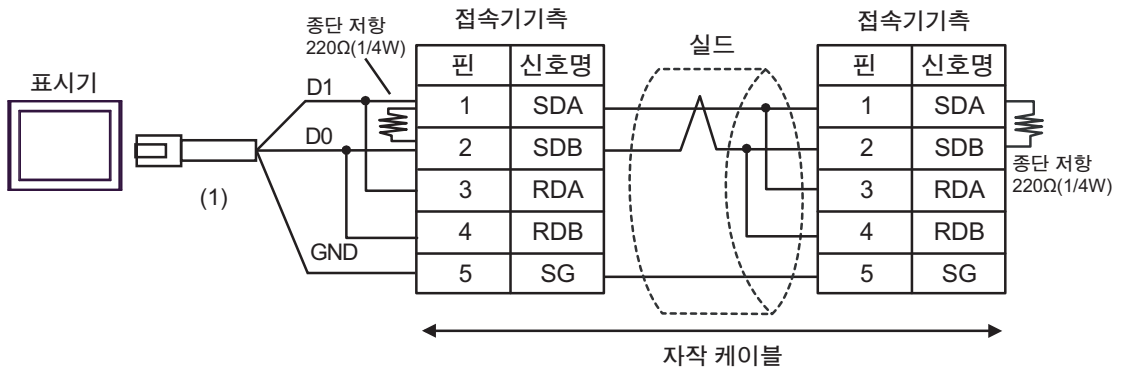 표시기
(1)
D1
D0
GND
종단 저항
220Ω(1/4W)
접속기기측
핀 신호명
1 SDA
2 SDB
3 RDA
4 RDB
5 SG
실드
접속기기측
핀 신호명
1 SDA
2 SDB
3 RDA
4 RDB
5 SG
종단 저항
220Ω(1/4W)
자작 케이블